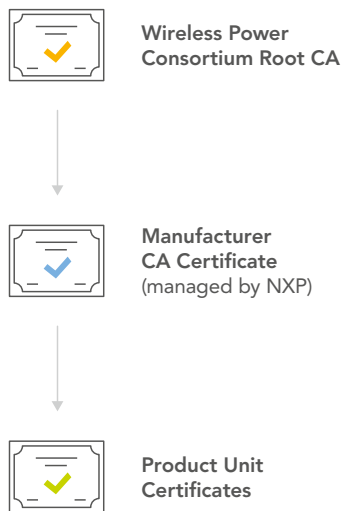 Wireless Power
Consortium Root CA
Manufacturer
CA Certificate
(managed by NXP)
Product Unit
Certificates